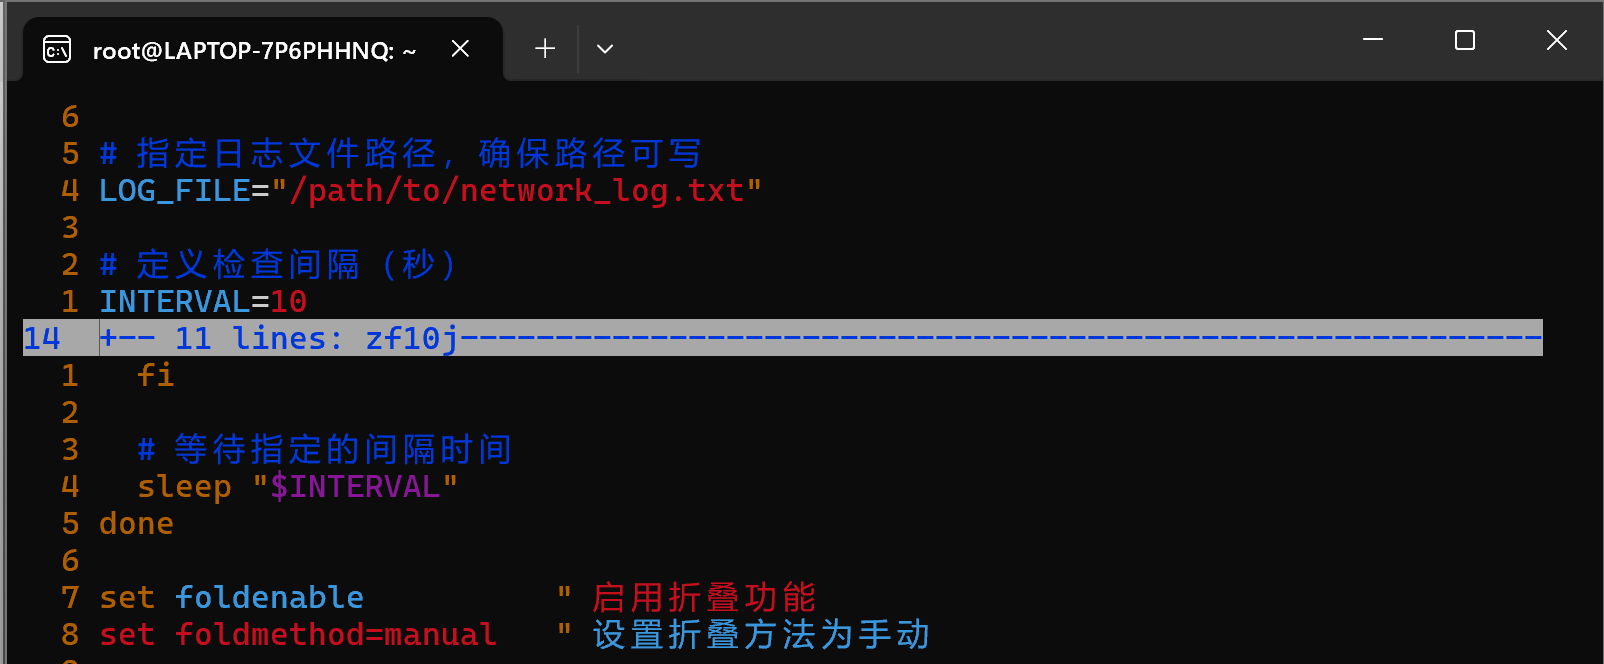 root@LAPTOP-7P6PHHNQ: ~
6
5 # 指定日志文件路径，确保路径可写
4 LOG_FILE="/path/to/network_log.txt"
3
2 # 定义检查间隔（秒）
1 INTERVAL=10
14 +-- 11 lines: zf10j---------------------------------------------------------
1   fi
2
3   # 等待指定的间隔时间
4   sleep "$INTERVAL"
5 done
6
7 set foldenable          " 启用折叠功能
8 set foldmethod=manual   " 设置折叠方法为手动